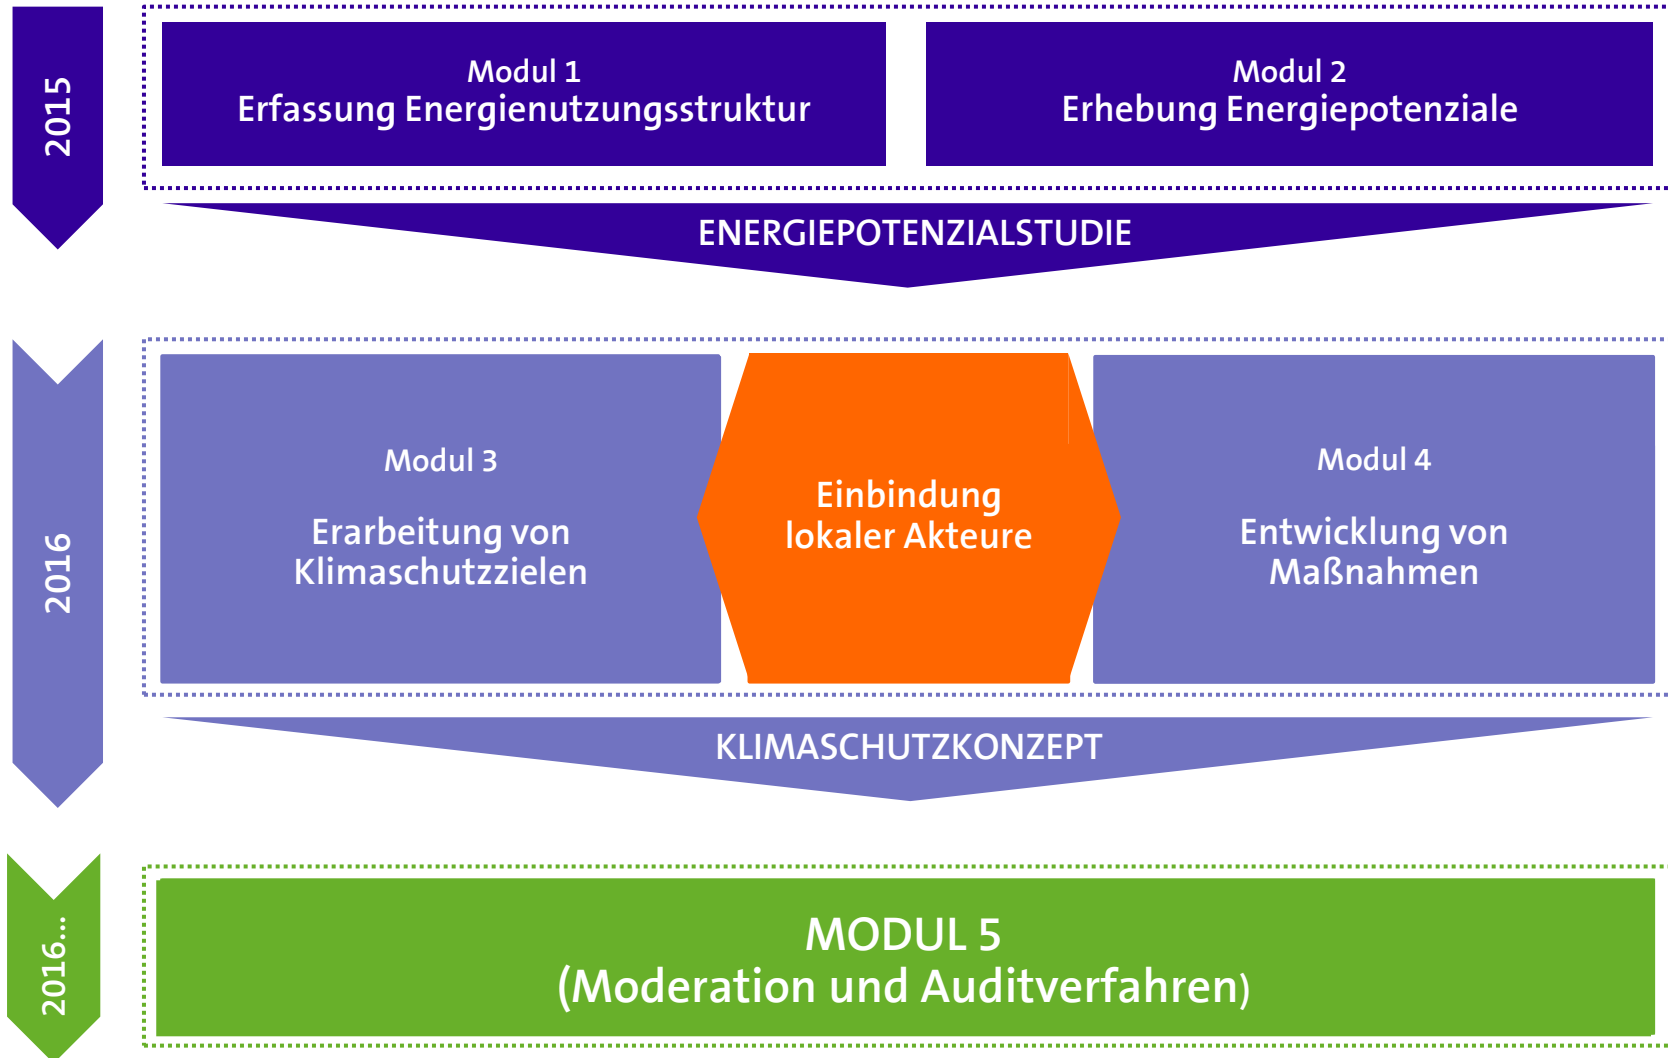 2015
Modul 1
Erfassung Energienutzungsstruktur
Modul 2
Erhebung Energiepotenziale
ENERGIEPOTENZIALSTUDIE
2016
Modul 3
Erarbeitung von
Klimaschutzzielen
Einbindung
lokaler Akteure
Modul 4
Entwicklung von
Maßnahmen
KLIMASCHUTZKONZEPT
2016...
MODUL 5
(Moderation und Auditverfahren)